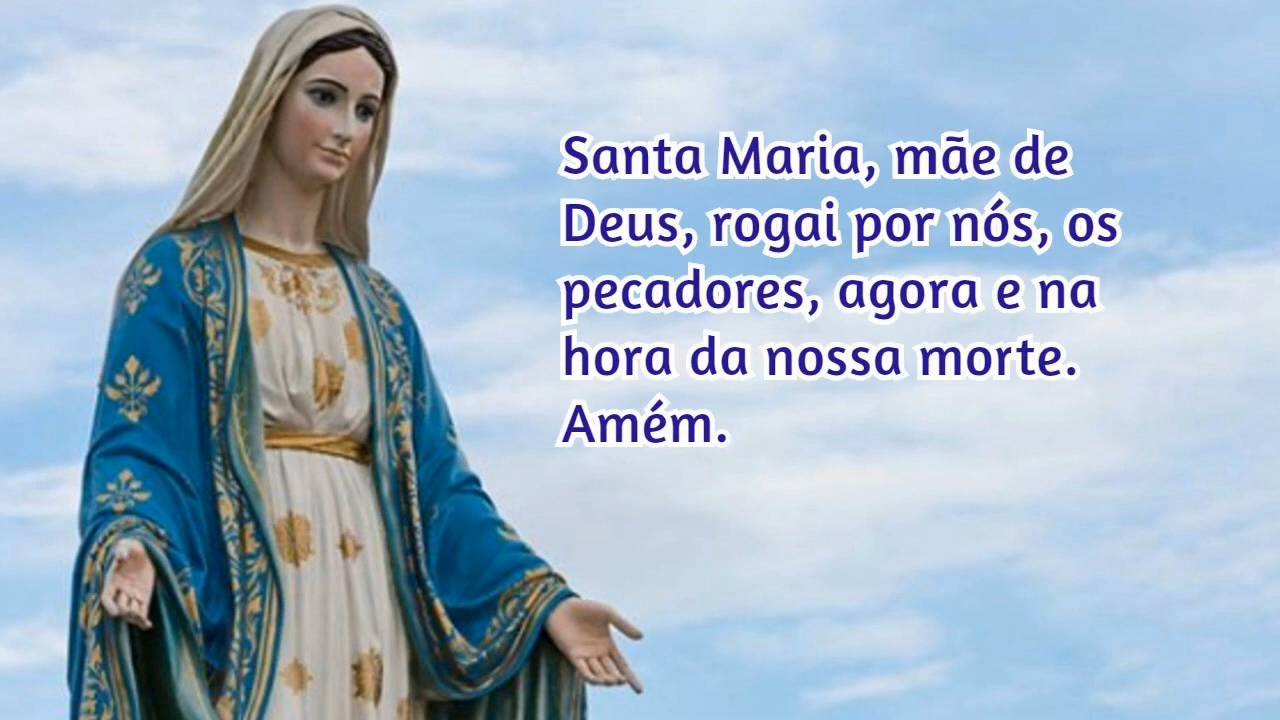 Santa Maria, mãe de
Deus, rogai por nós, os
pecadores, agora e na
hora da nossa morte.
Amém.